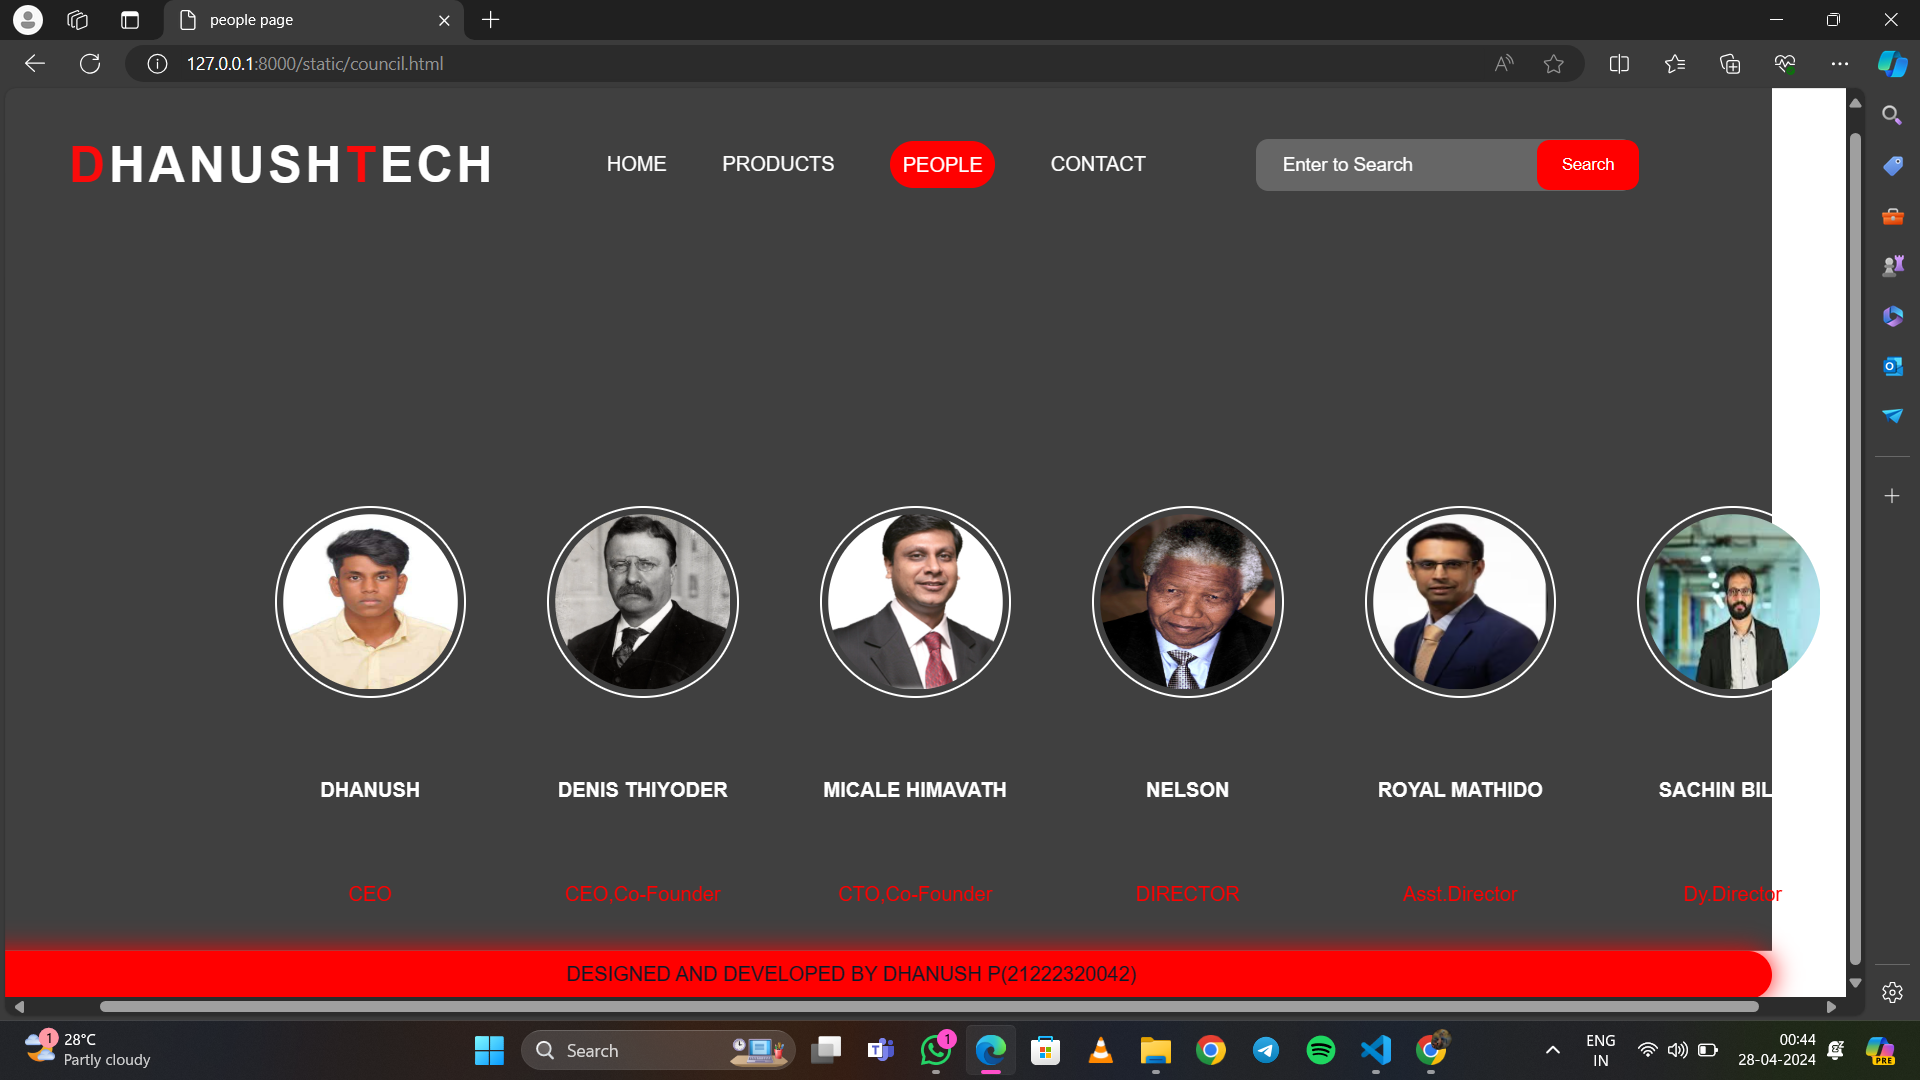 people page
127.0.0.1:8000/static/council.html
DHANUSHTECH
HOME
PRODUCTS
PEOPLE
CONTACT
Enter to Search
Search
DHANUSH
DENIS THIYODER
MICALE HIMAVATH
NELSON
ROYAL MATHIDO
SACHIN BIL
CEO
CEO,Co-Founder
CTO,Co-Founder
DIRECTOR
Asst.Director
Dy.Director
DESIGNED AND DEVELOPED BY DHANUSH P(21222320042)
1
28°C
Partly cloudy
Search
1
ENG
IN
00:44
28-04-2024
PRE